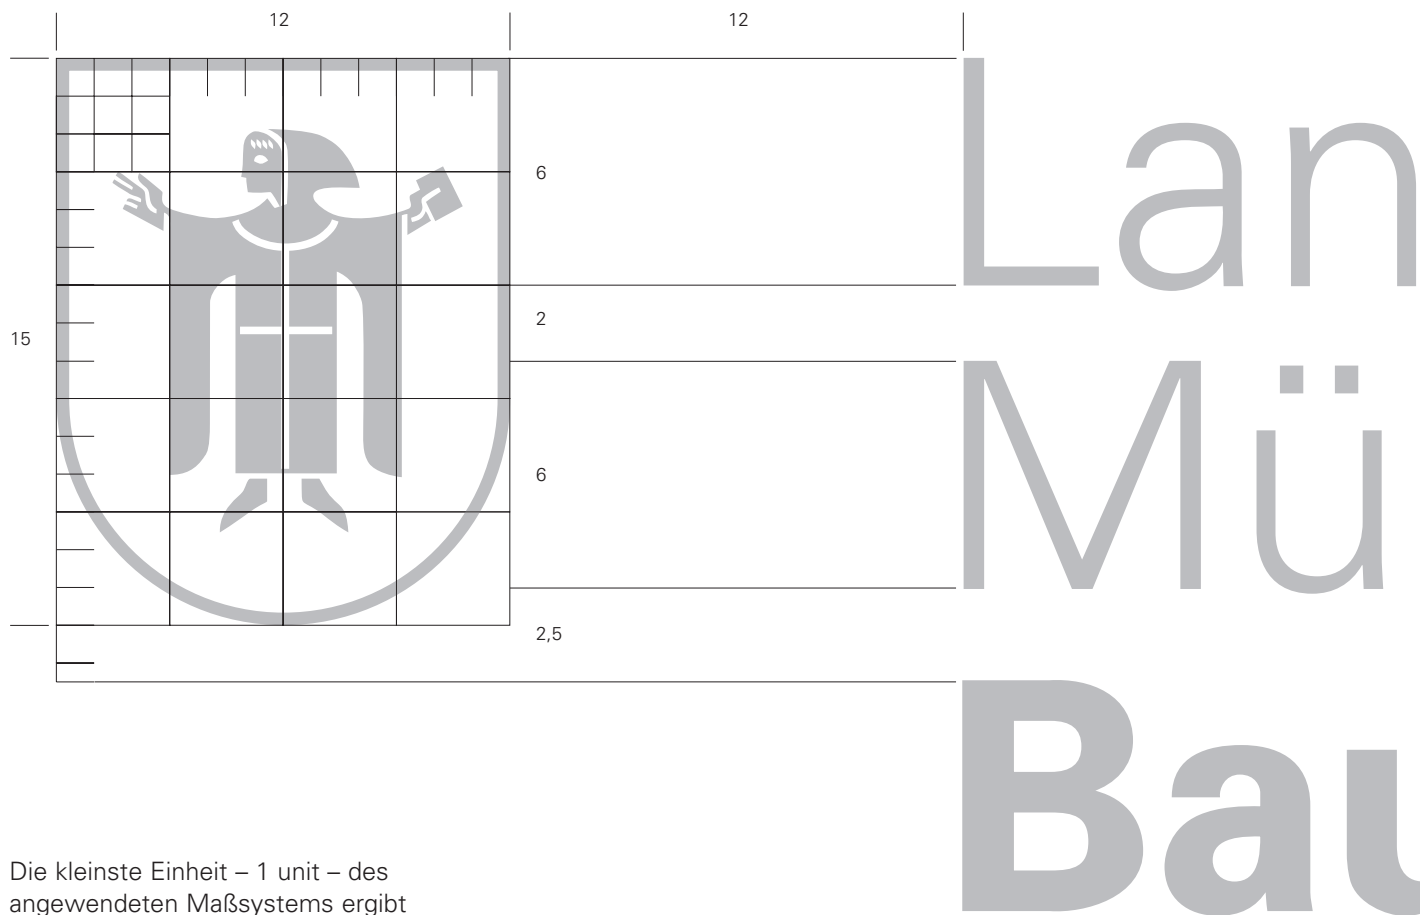 12
12
Lan
6
2
15
Mü
6
2,5
Bau
Die kleinste Einheit – 1 unit – des
angewendeten Maßsystems ergibt